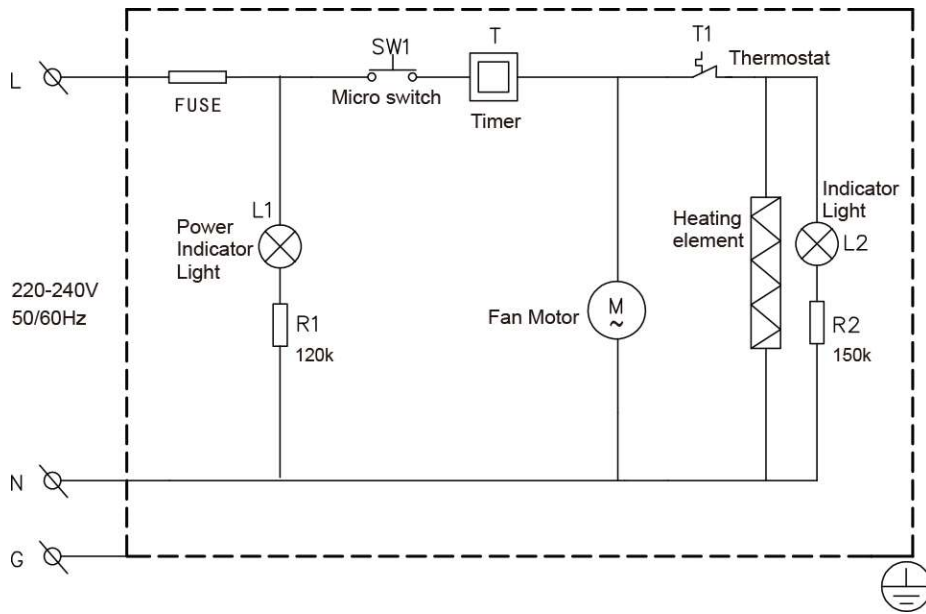 T
T1
SW1
Thermostat
L
Micro switch
FUSE
Timer
L1
Power
Indicator
Light
Indicator
Light
Heating
element
L2
220-240V
50/60Hz
R1
120k
Fan Motor
M
~
R2
150k
N
G